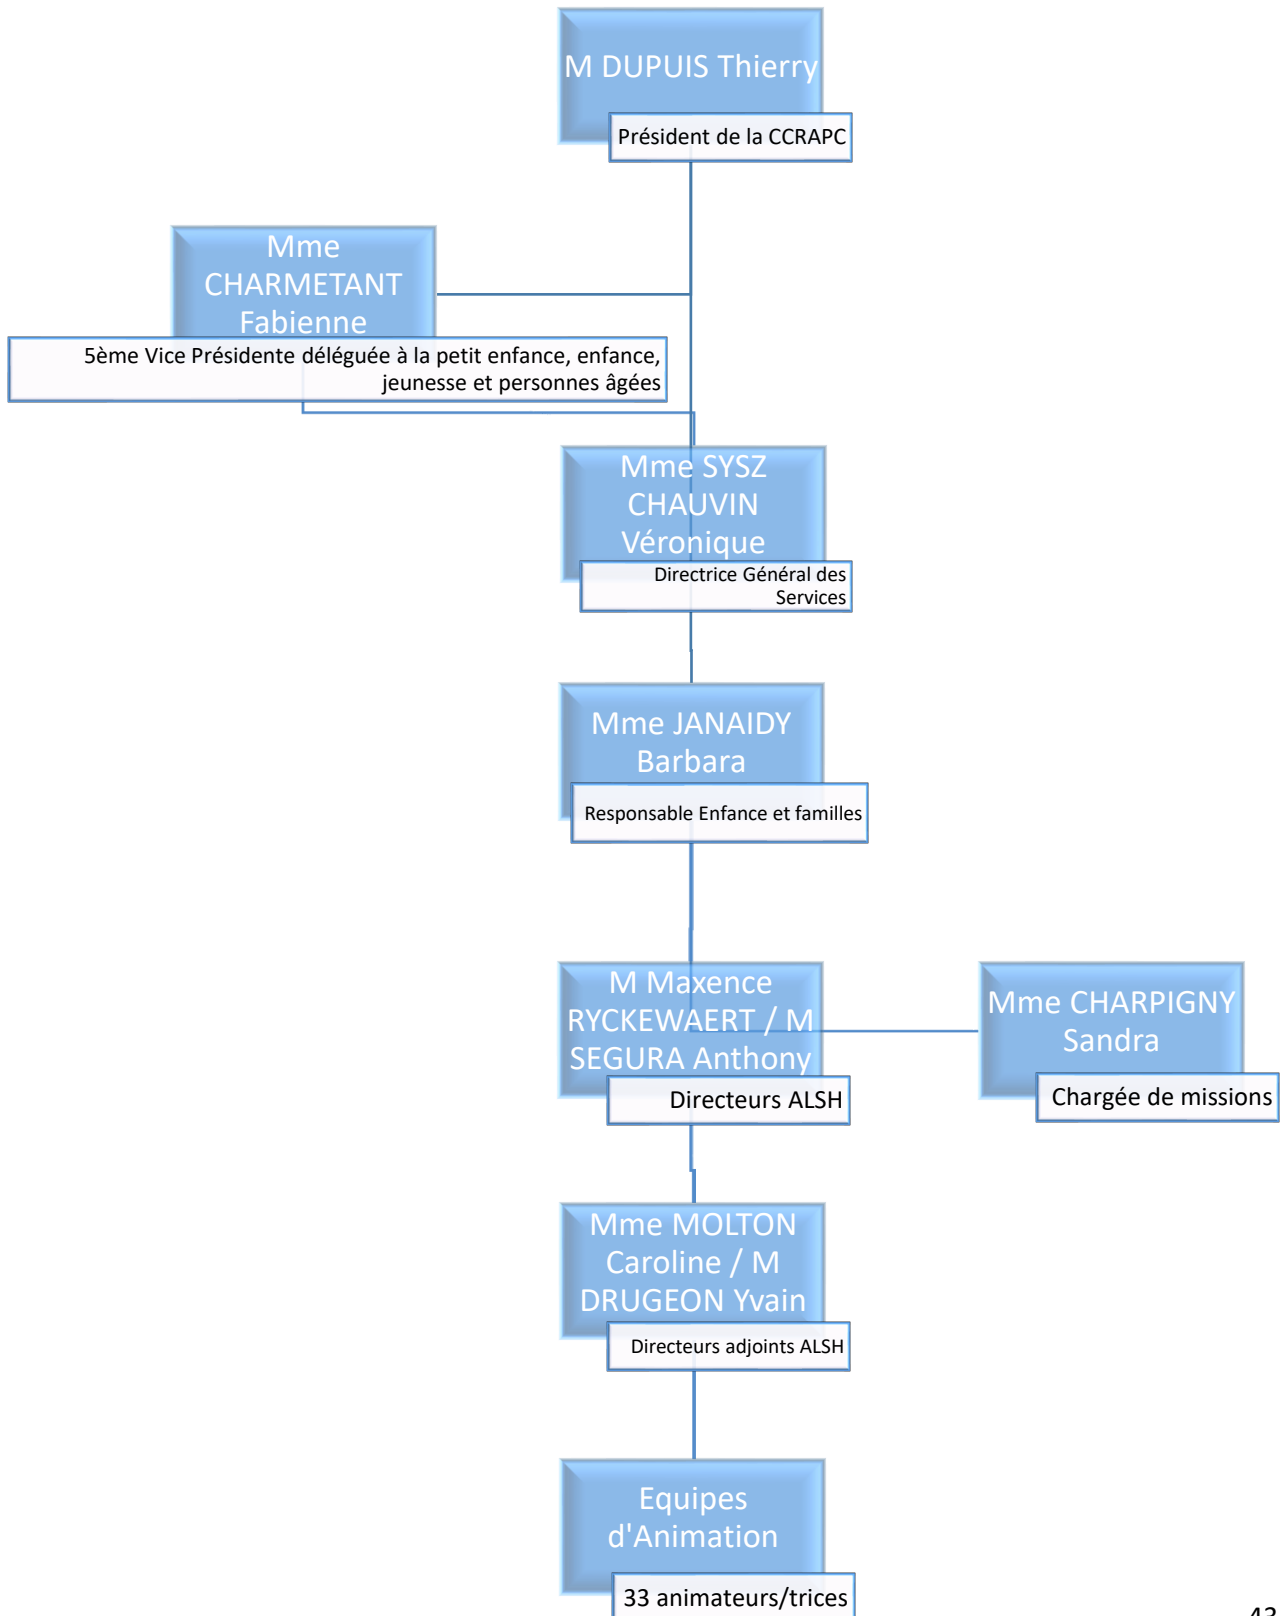 M DUPUIS Thierry
Président de la CCRAPC
Mme
CHARMETANT
Fabienne
5ème Vice Présidente déléguée à la petit enfance, enfance,
jeunesse et personnes âgées
Mme SYSZ
CHAUVIN
Véronique
Directrice Général des
Services
Mme JANAIDY
Barbara
Responsable Enfance et familles
M Maxence
RYCKEWAERT / M
SEGURA Anthony
Directeurs ALSH
Mme CHARPIGNY
Sandra
Chargée de missions
Mme MOLTON
Caroline / M
DRUGEON Yvain
Directeurs adjoints ALSH
Equipes
d'Animation
33 animateurs/trices